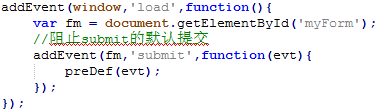 addEvent(window,'load',function(){
    var fm = document.getElementById('myForm');
    //阻止submit的默认提交
    addEvent(fm,'submit',function(evt){
        preDef(evt);
    });
});